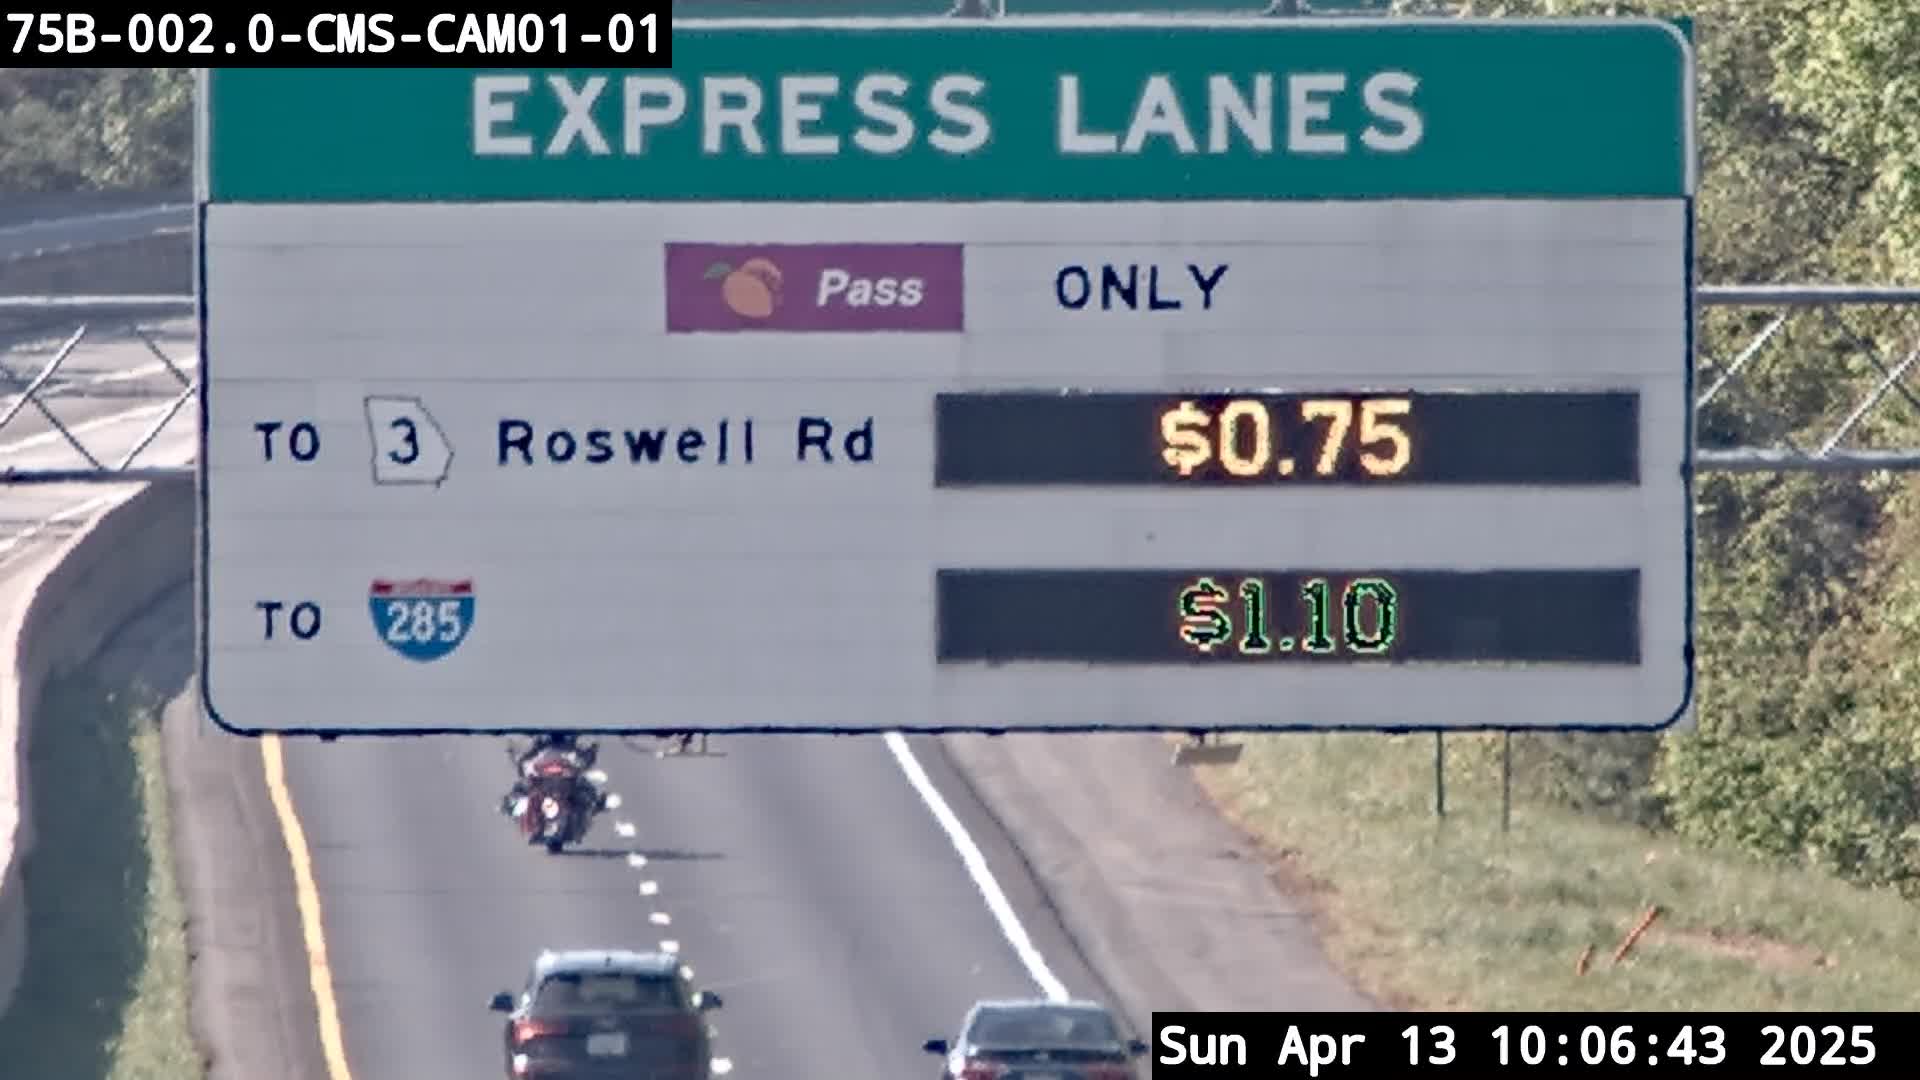 75B-002.0-CMS-CAM01-01
EXPRESS LANES
Pass ONLY
TO 3 Roswell Rd $0.75
TO 285 $1.10
Sun Apr 13 10:06:43 2025